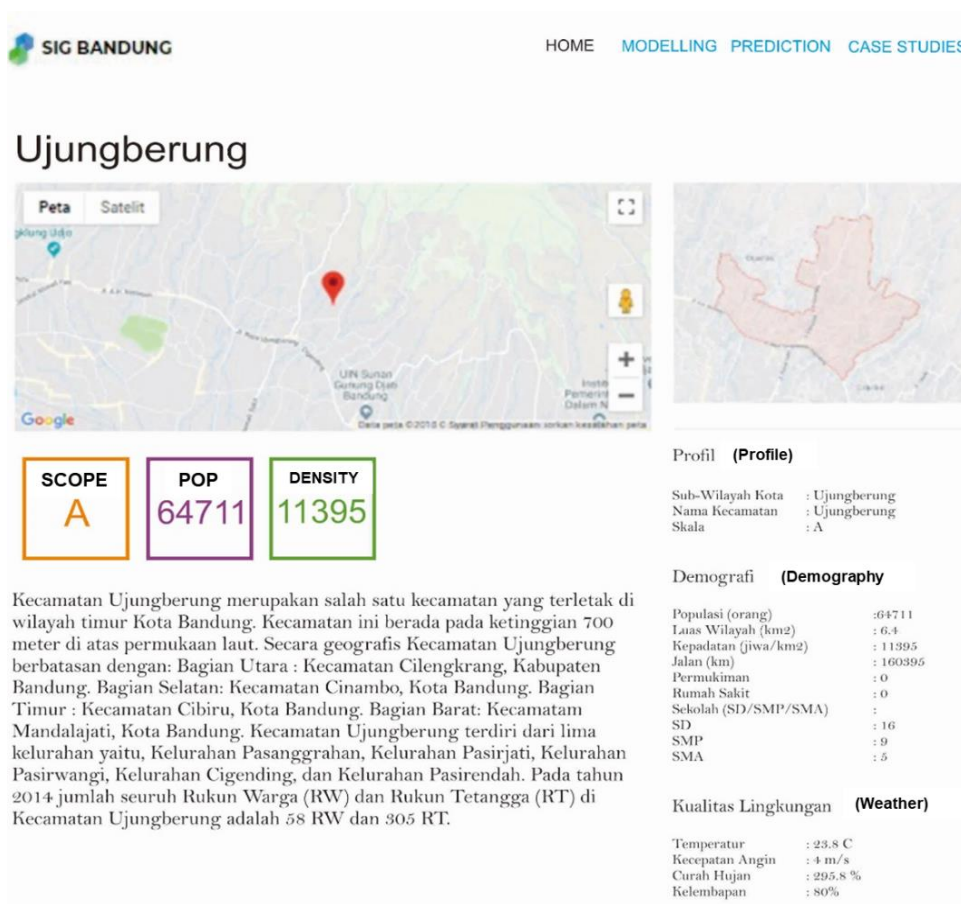 SIG BANDUNG
HOME MODELLING PREDICTION CASE STUDIES
Ujungberung
Peta Satelit
UIN Sunan
Gunung Djati
Bandung
Google
SCOPE
A
POP
64711
DENSITY
11395
Kecamatan Ujungberung merupakan salah satu kecamatan yang terletak di
wilayah timur Kota Bandung. Kecamatan ini berada pada ketinggian 700
meter di atas permukaan laut. Secara geografis Kecamatan Ujungberung
berbatasan dengan: Bagian Utara : Kecamatan Cilengkrang, Kabupaten
Bandung. Bagian Selatan: Kecamatan Cinambo, Kota Bandung. Bagian
Timur : Kecamatan Cibiru, Kota Bandung. Bagian Barat: Kecamatam
Mandalajati, Kota Bandung. Kecamatan Ujungberung terdiri dari lima
kelurahan yaitu, Kelurahan Pasanggrahan, Kelurahan Pasirjati, Kelurahan
Pasirwangi, Kelurahan Cigending, dan Kelurahan Pasirendah. Pada tahun
2014 jumlah seuruh Rukun Warga (RW) dan Rukun Tetangga (RT) di
Kecamatan Ujungberung adalah 58 RW dan 305 RT.
Profil (Profile)
Sub-Wilayah Kota : Ujungberung
Nama Kecamatan : Ujungberung
Skala : A
Demografi (Demography
Populasi (orang) :64711
Luas Wilayah (km2) : 6.4
Kepadatan (jiwa/km2) : 11395
Jalan (km) : 160395
Permukiman : 0
Rumah Sakit : 0
Sekolah (SD/SMP/SMA) :
SD : 16
SMP : 9
SMA : 5
Kualitas Lingkungan (Weather)
Temperatur : 23.8 C
Kecepatan Angin : 4 m/s
Curah Hujan : 295.8 %
Kelembapan : 80%